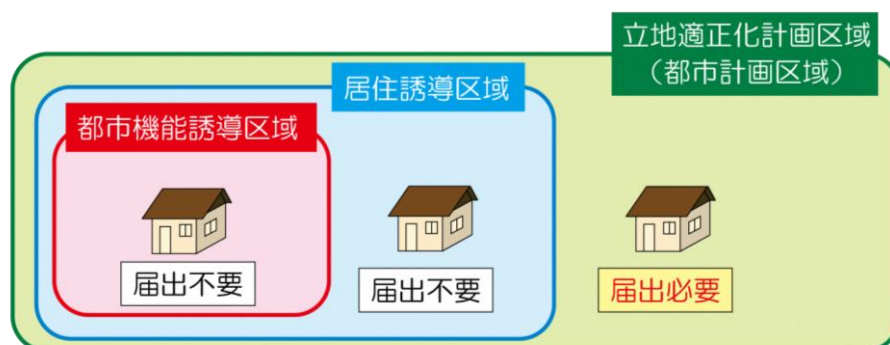 立地適正化計画区域
（都市計画区域）
居住誘導区域
都市機能誘導区域
届出不要
届出不要
届出必要